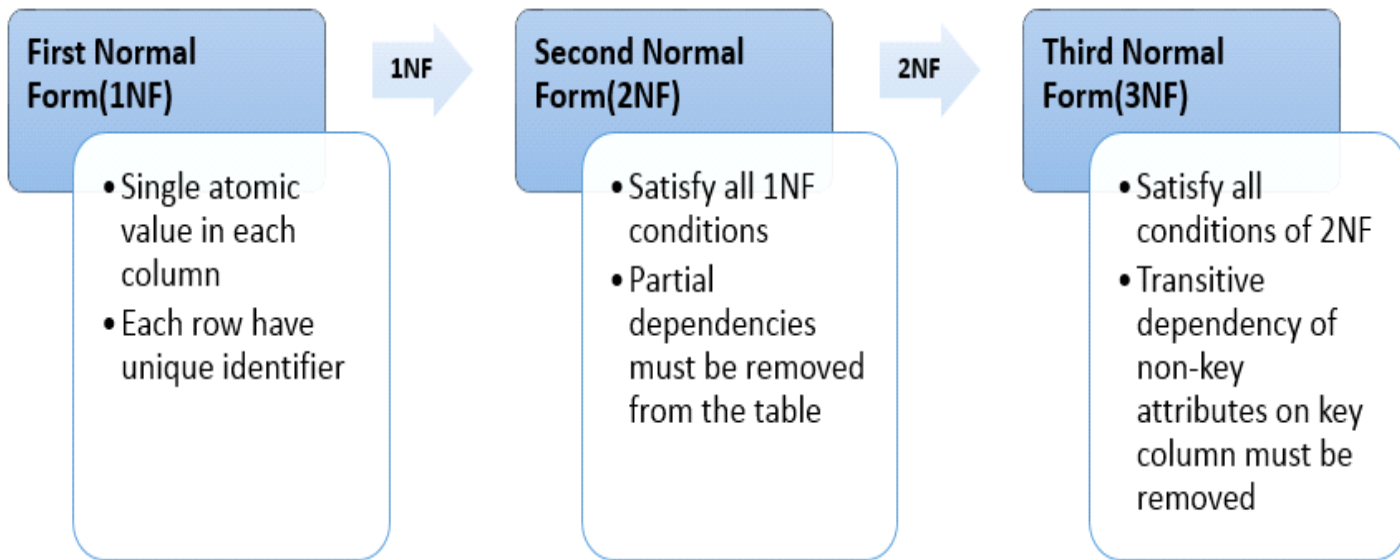 First Normal
Form(1NF)
• Single atomic
value in each
column
• Each row have
unique identifier
1NF
Second Normal
Form(2NF)
• Satisfy all 1NF
conditions
• Partial
dependencies
must be removed
from the table
2NF
Third Normal
Form(3NF)
• Satisfy all
conditions of 2NF
• Transitive
dependency of
non-key
attributes on key
column must be
removed